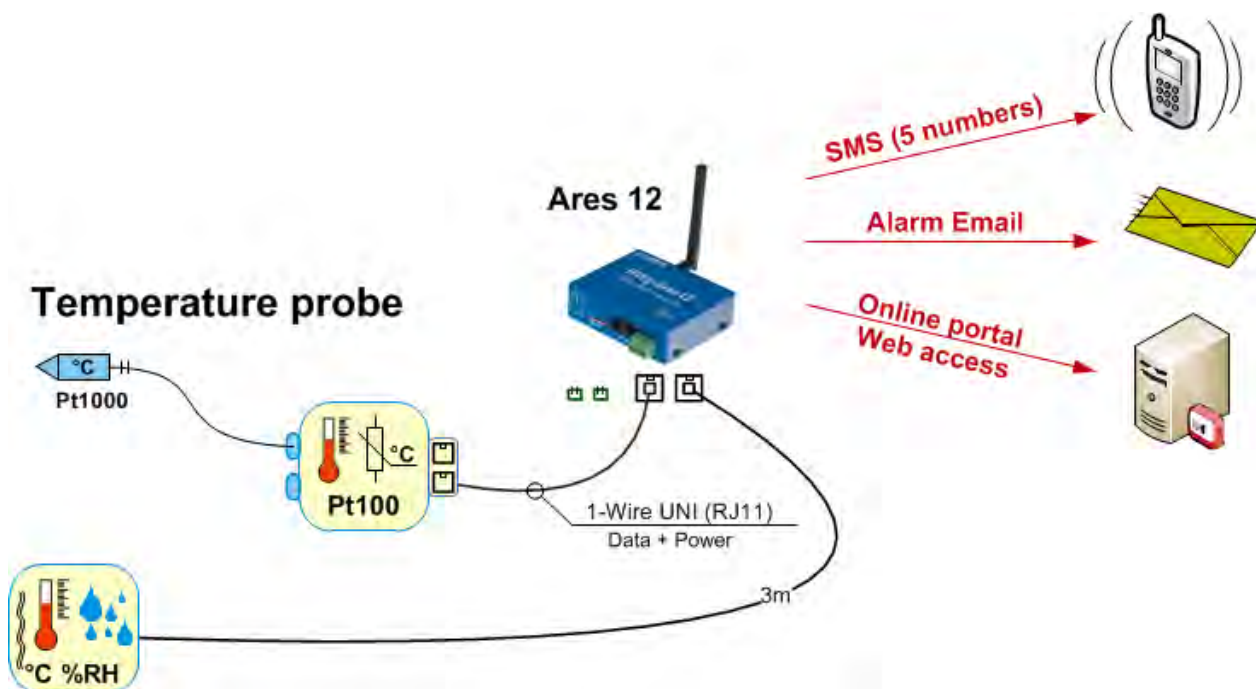 SMS (5 numbers)
Ares 12
Alarm Email
Temperature probe
Online portal
Web access
°C
Pt1000
°C
Pt100
1-Wire UNI (RJ11)
Data + Power
3m
°C %RH